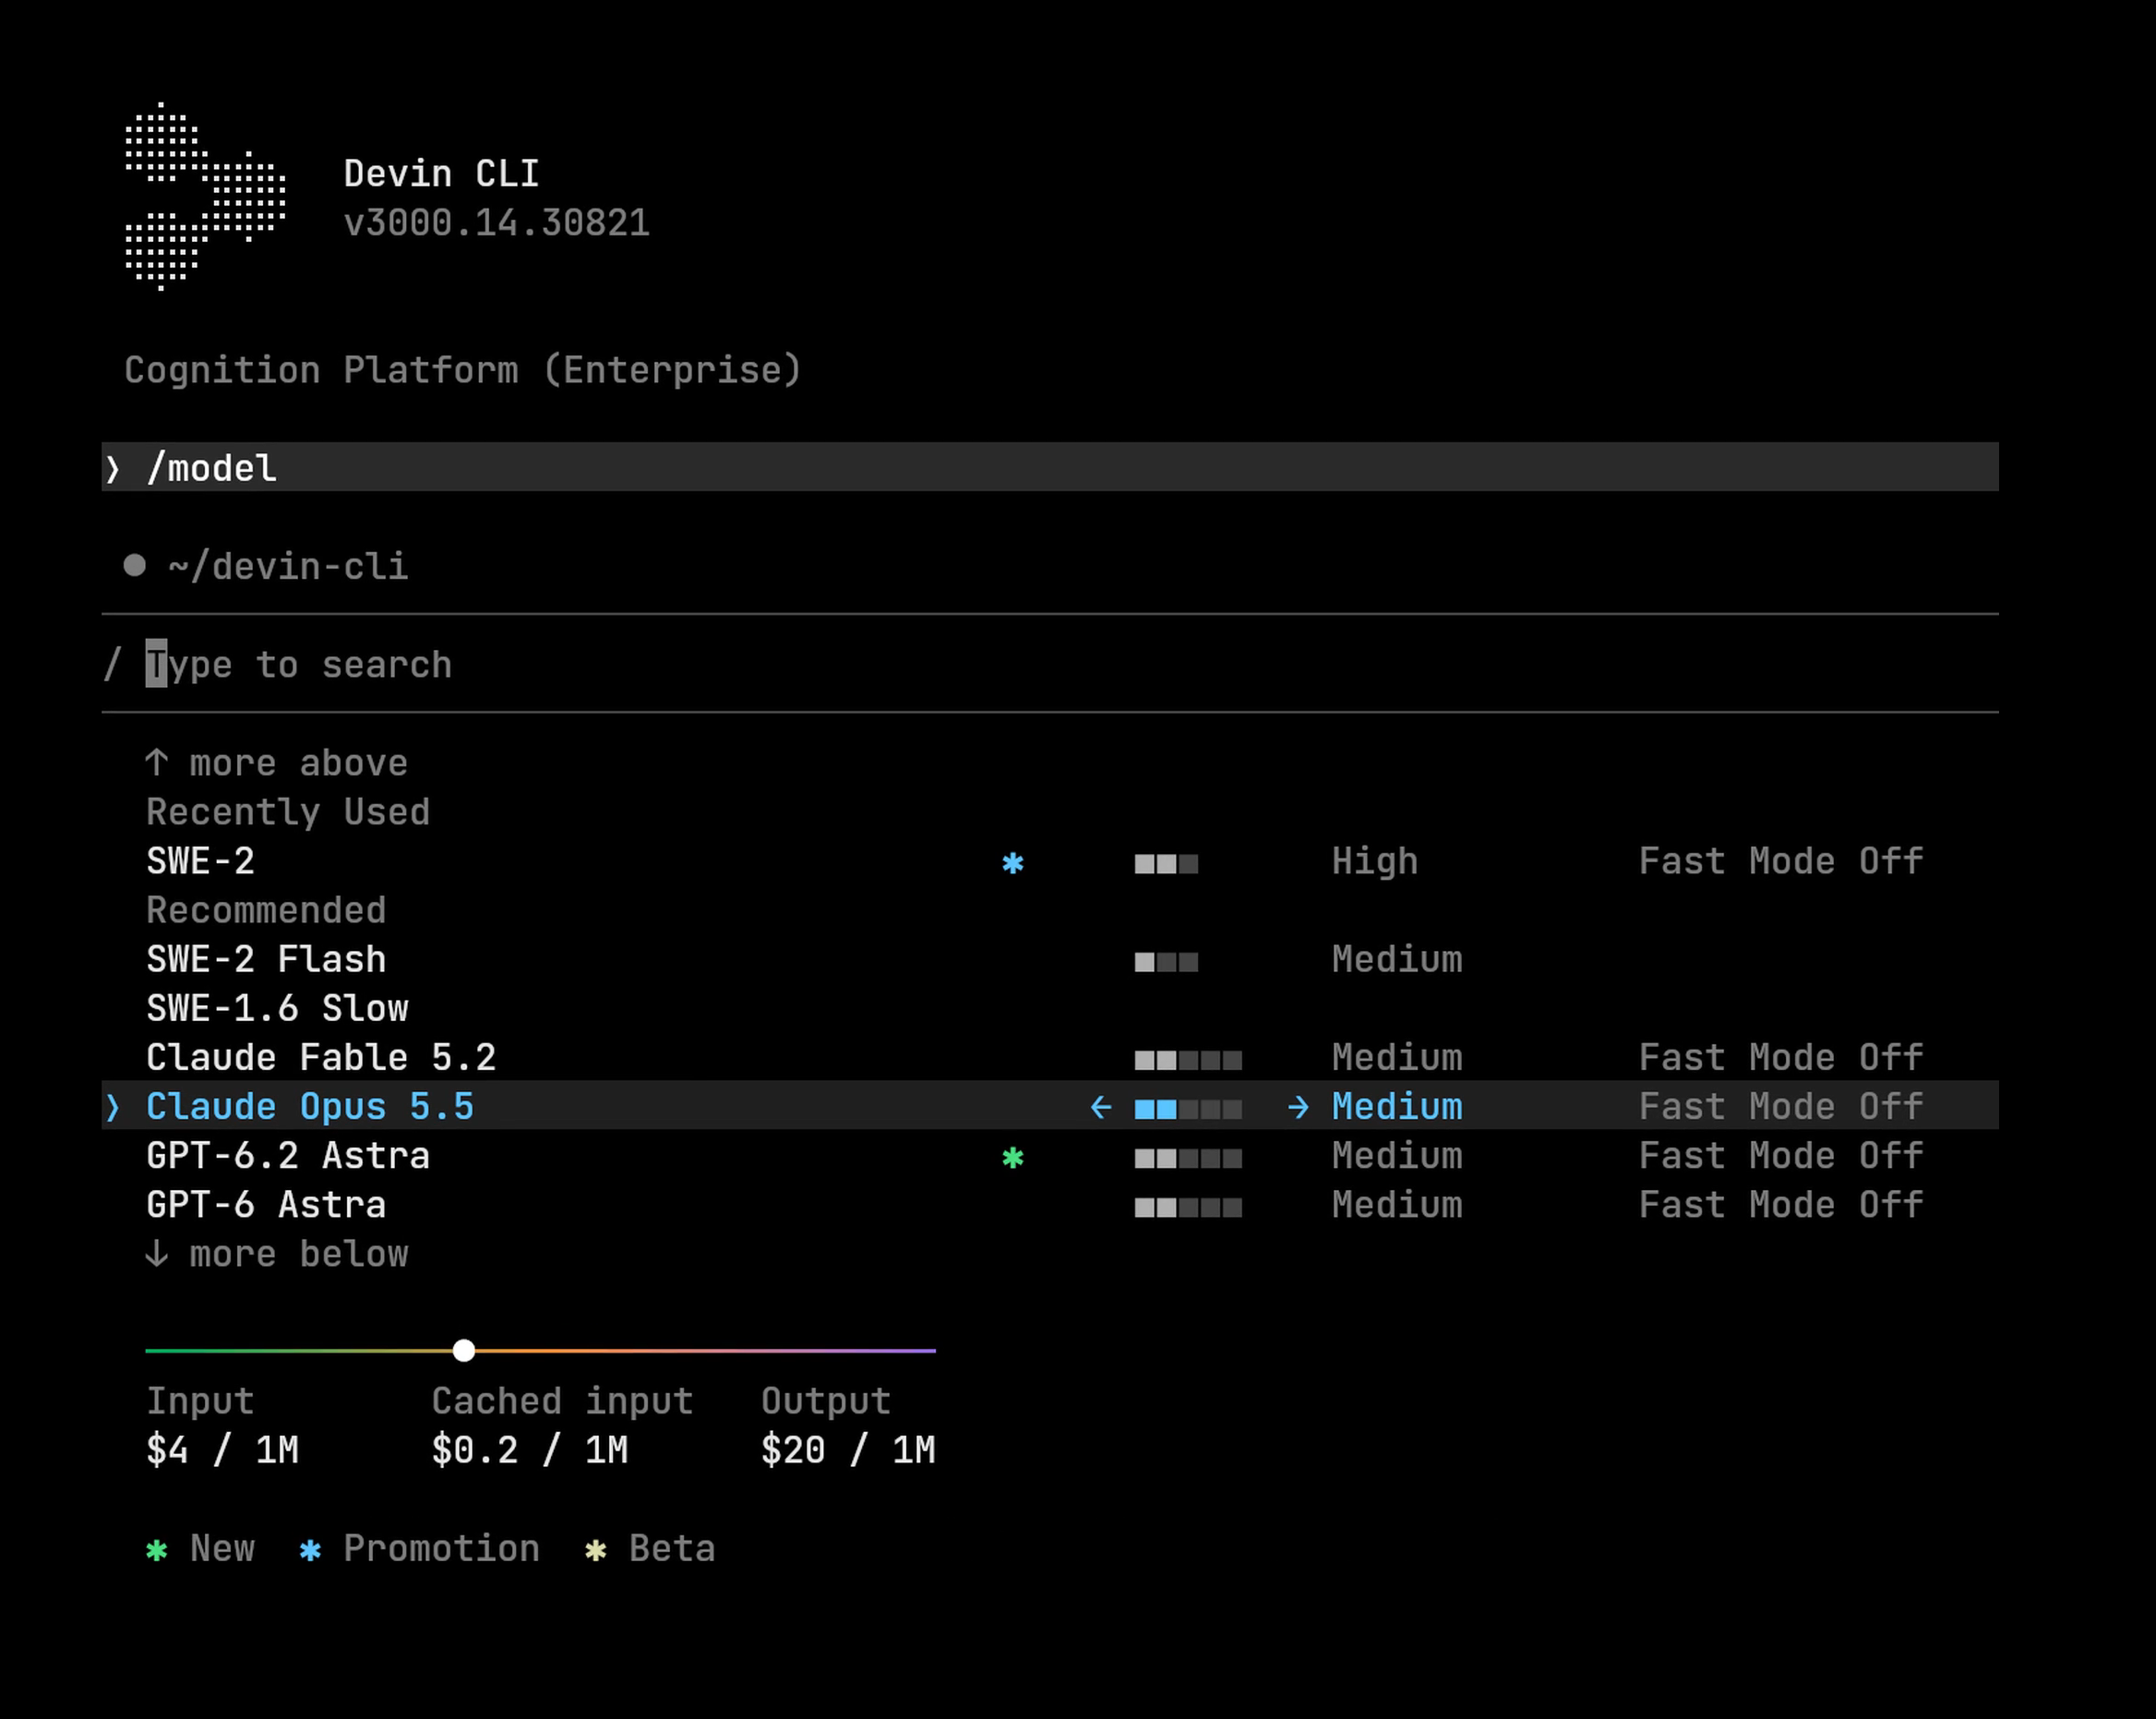 Devin CLI
v3000.14.30821
Cognition Platform (Enterprise)
❯ /model
● ~/devin-cli
/ Type to search
↑ more above
Recently Used
SWE-2 * High Fast Mode Off
Recommended
SWE-2 Flash Medium
SWE-1.6 Slow
Claude Fable 5.2 Medium Fast Mode Off
❯ Claude Opus 5.5 ← → Medium Fast Mode Off
GPT-6.2 Astra * Medium Fast Mode Off
GPT-6 Astra Medium Fast Mode Off
↓ more below
Input Cached input Output
$4 / 1M $0.2 / 1M $20 / 1M
* New * Promotion * Beta